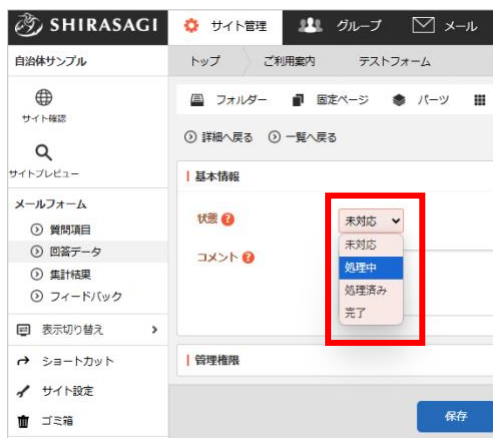 SHIRASAGI
サイト管理
グループ
メール
自治体サンプル
トップ
ご利用案内
テストフォーム
サイト確認
サイトプレビュー
フォルダー
固定ページ
パーツ
詳細へ戻る
一覧へ戻る
メールフォーム
質問項目
回答データ
集計結果
フィードバック
表示切り替え
ショートカット
サイト設定
ゴミ箱
基本情報
状態 ?
未対応
未対応
処理中
処理済み
完了
コメント ?
管理権限
保存